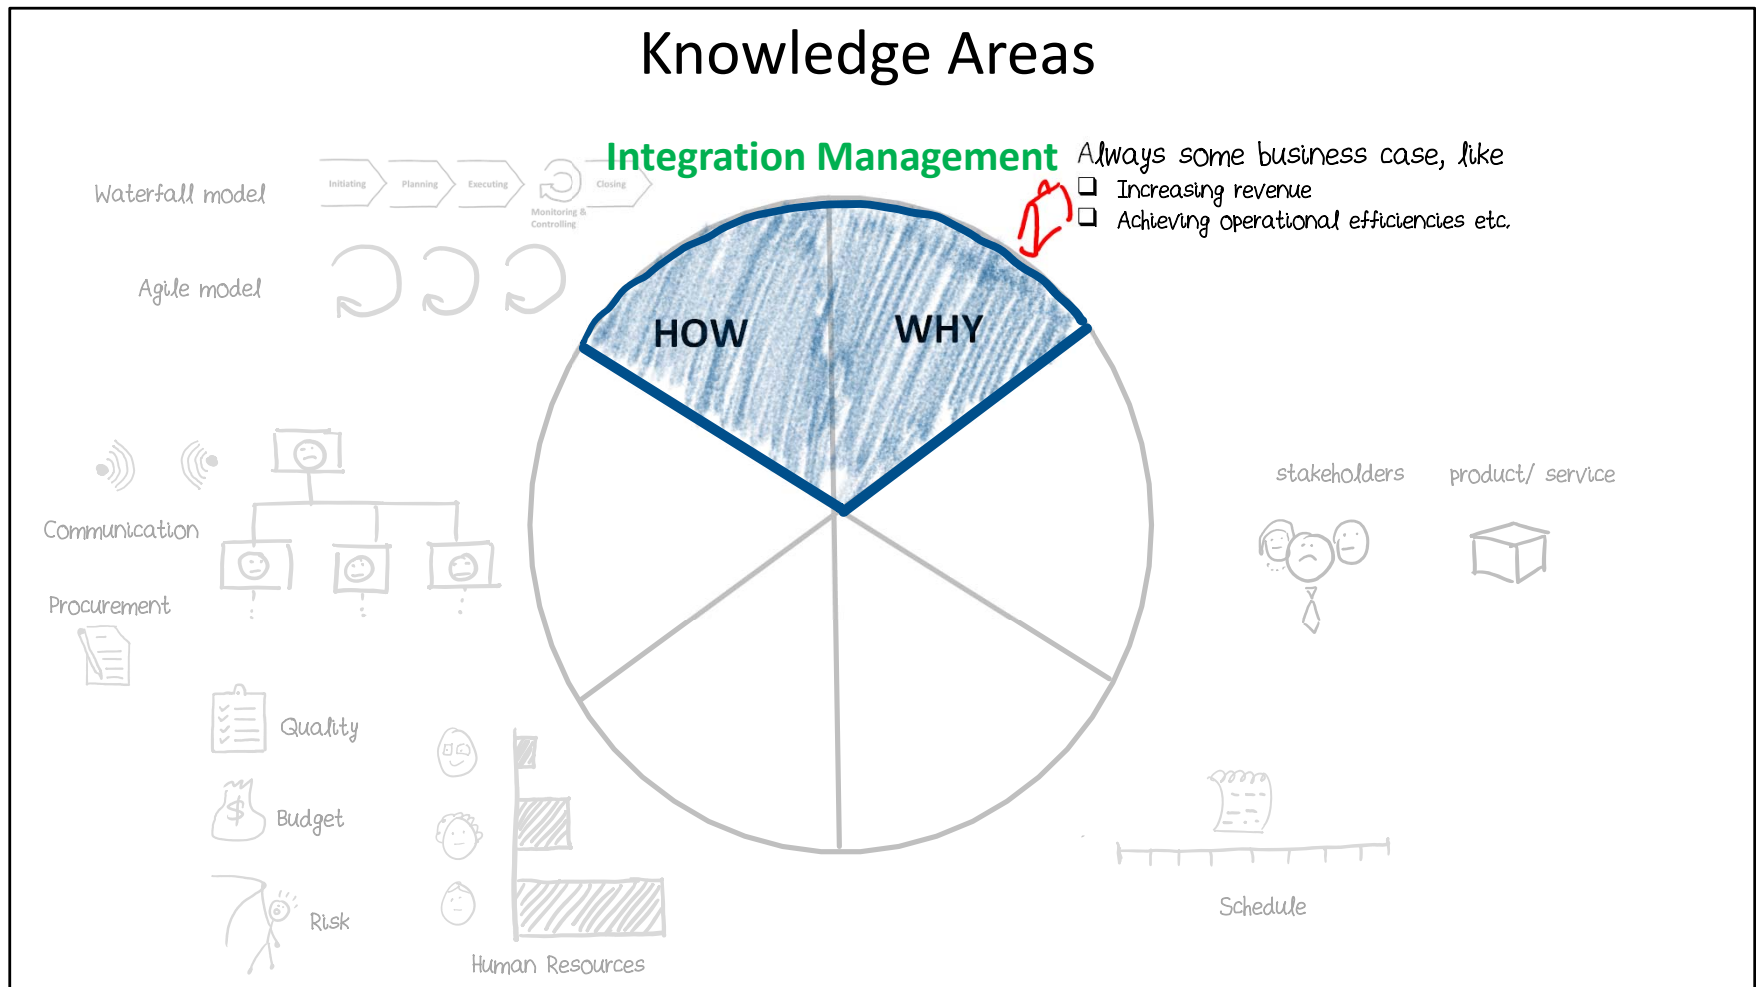 Knowledge Areas
Integration Management
Always some business case, like
❑ Increasing revenue
❑ Achieving operational efficiencies etc.
Waterfall model
Initiating
Planning
Executing
Monitoring &
Controlling
Closing
Agile model
HOW
WHY
Communication
Procurement
stakeholders
product/ service
Quality
$
Budget
Risk
Human Resources
Schedule